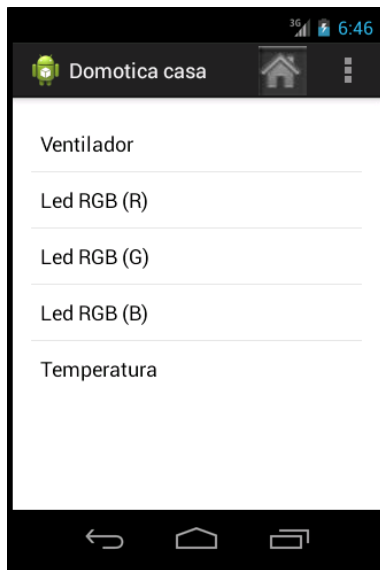 3G 6:46
Domotica casa
Ventilador
Led RGB (R)
Led RGB (G)
Led RGB (B)
Temperatura